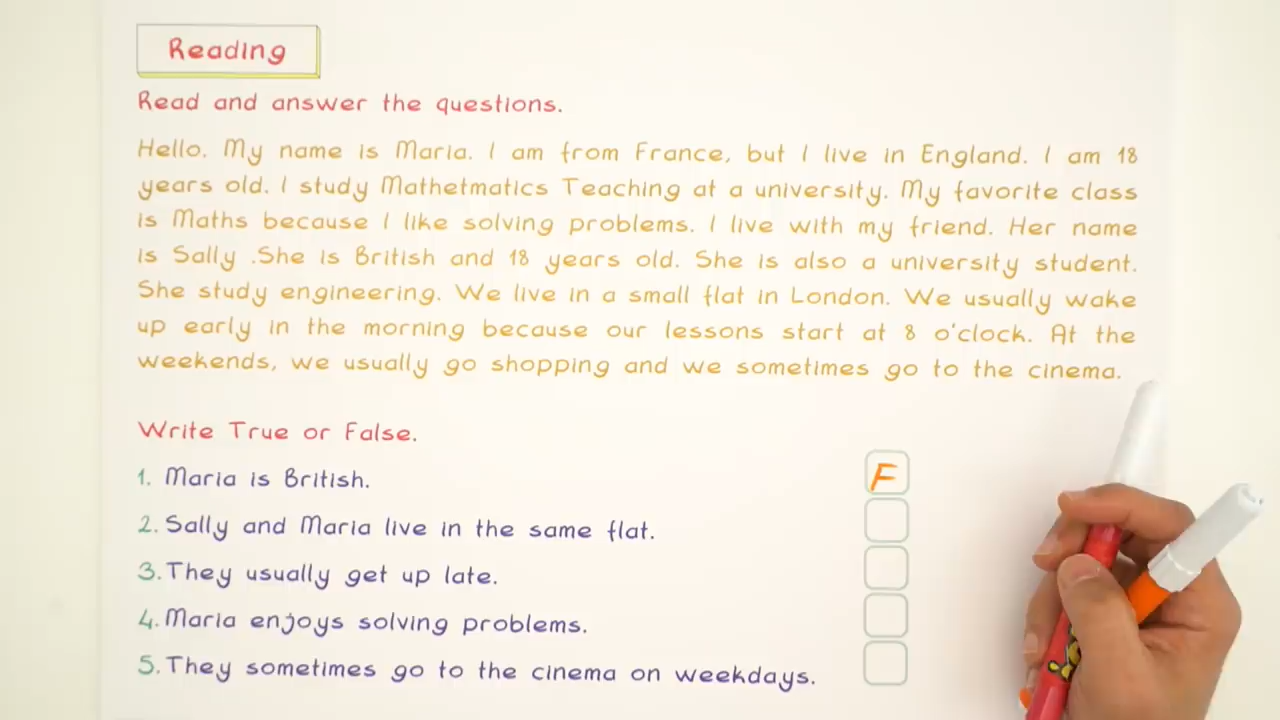 Reading
Read and answer the questions.
Hello. My name is Maria. I am from France, but I live in England. I am 18
years old. I study Mathetmatics Teaching at a university. My favorite class
is Maths because I like solving problems. I live with my friend. Her name
is Sally .She is British and 18 years old. She is also a university student.
She study engineering. We live in a small flat in London. We usually wake
up early in the morning because our lessons start at 8 o'clock. At the
weekends, we usually go shopping and we sometimes go to the cinema.
Write True or False.
1. Maria is British. F
2. Sally and Maria live in the same flat.
3. They usually get up late.
4. Maria enjoys solving problems.
5. They sometimes go to the cinema on weekdays.